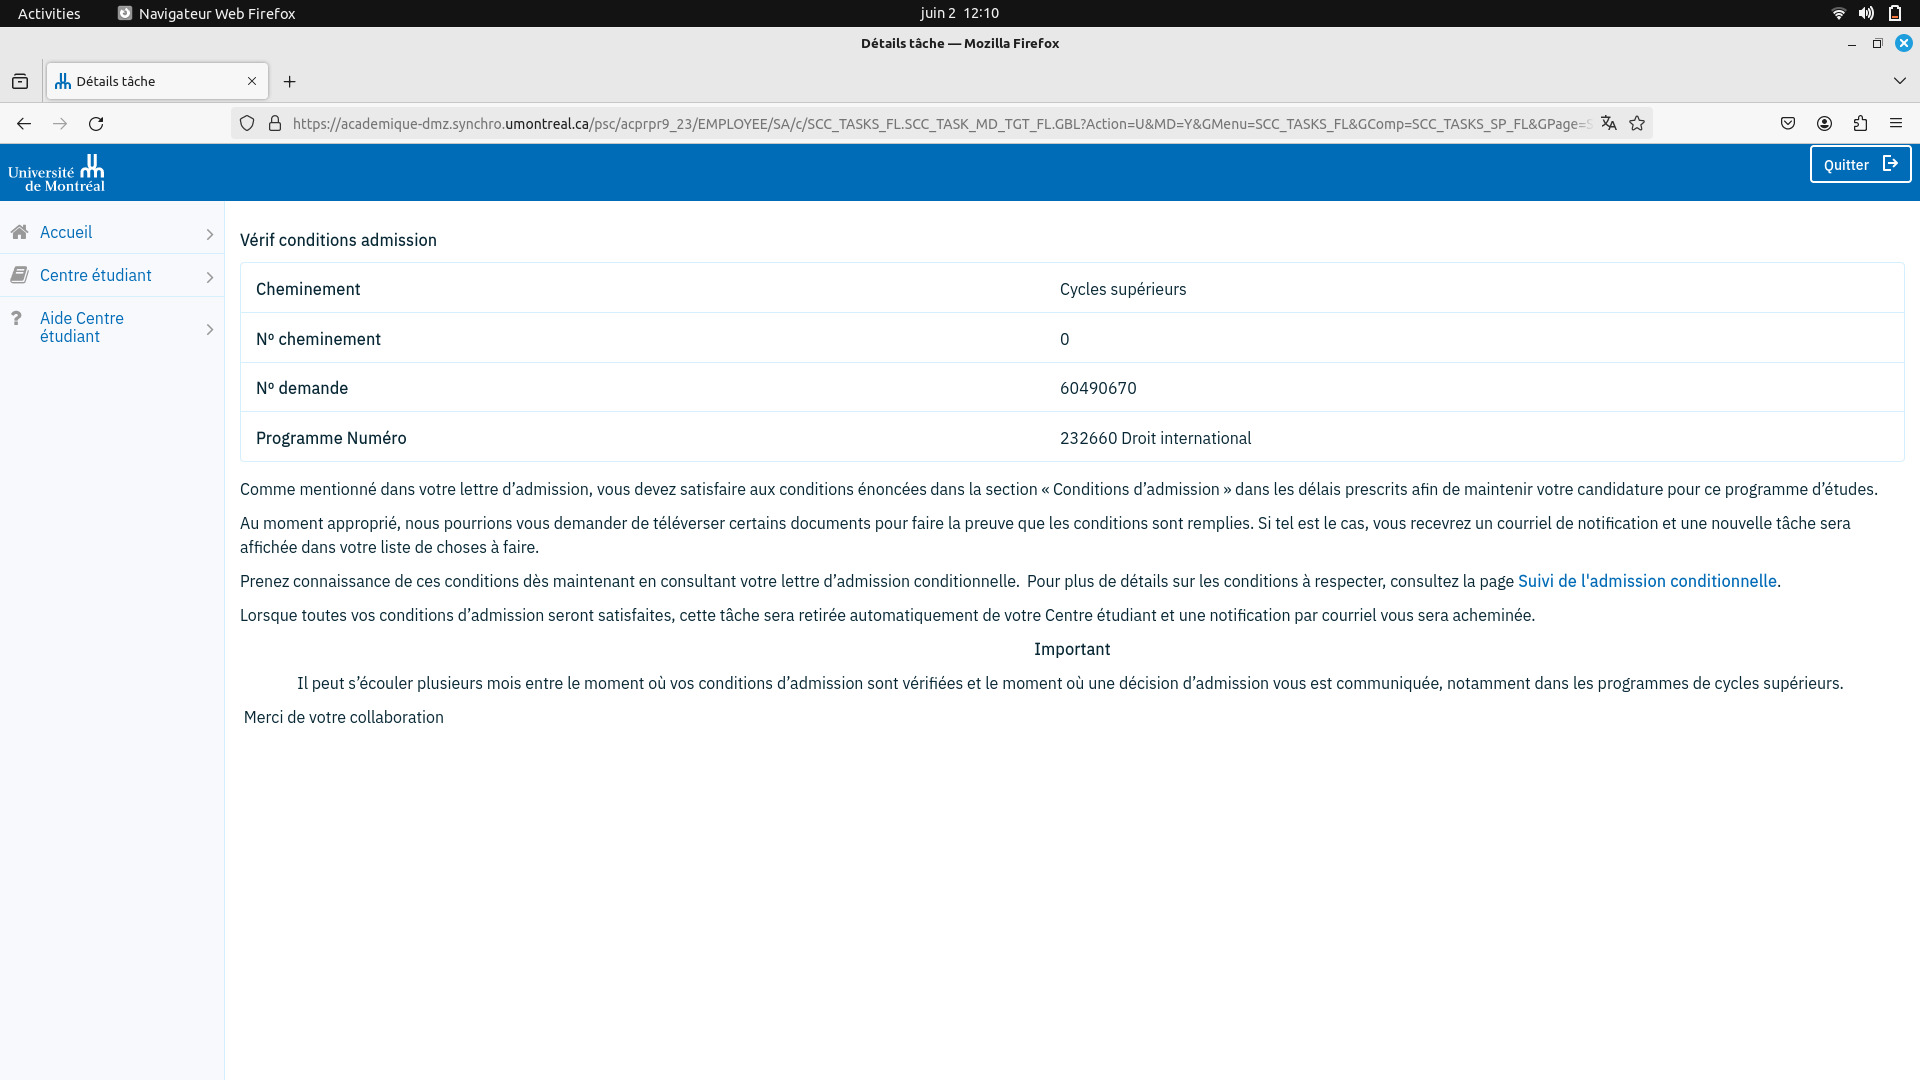 Activities
Navigateur Web Firefox
juin 2 12:10
Détails tâche — Mozilla Firefox
Détails tâche
https://academique-dmz.synchro.umontreal.ca/psc/acprpr9_23/EMPLOYEE/SA/c/SCC_TASKS_FL.SCC_TASK_MD_TGT_FL.GBL?Action=U&MD=Y&GMenu=SCC_TASKS_FL&GComp=SCC_TASKS_SP_FL&GPage=S
Université
de Montréal
Quitter
Accueil
Centre étudiant
Aide Centre
étudiant
Vérif conditions admission
Cheminement Cycles supérieurs
Nº cheminement 0
Nº demande 60490670
Programme Numéro 232660 Droit international
Comme mentionné dans votre lettre d’admission, vous devez satisfaire aux conditions énoncées dans la section « Conditions d’admission » dans les délais prescrits afin de maintenir votre candidature pour ce programme d’études.
Au moment approprié, nous pourrions vous demander de téléverser certains documents pour faire la preuve que les conditions sont remplies. Si tel est le cas, vous recevrez un courriel de notification et une nouvelle tâche sera
affichée dans votre liste de choses à faire.
Prenez connaissance de ces conditions dès maintenant en consultant votre lettre d’admission conditionnelle. Pour plus de détails sur les conditions à respecter, consultez la page Suivi de l'admission conditionnelle.
Lorsque toutes vos conditions d’admission seront satisfaites, cette tâche sera retirée automatiquement de votre Centre étudiant et une notification par courriel vous sera acheminée.
Important
Il peut s’écouler plusieurs mois entre le moment où vos conditions d’admission sont vérifiées et le moment où une décision d’admission vous est communiquée, notamment dans les programmes de cycles supérieurs.
Merci de votre collaboration